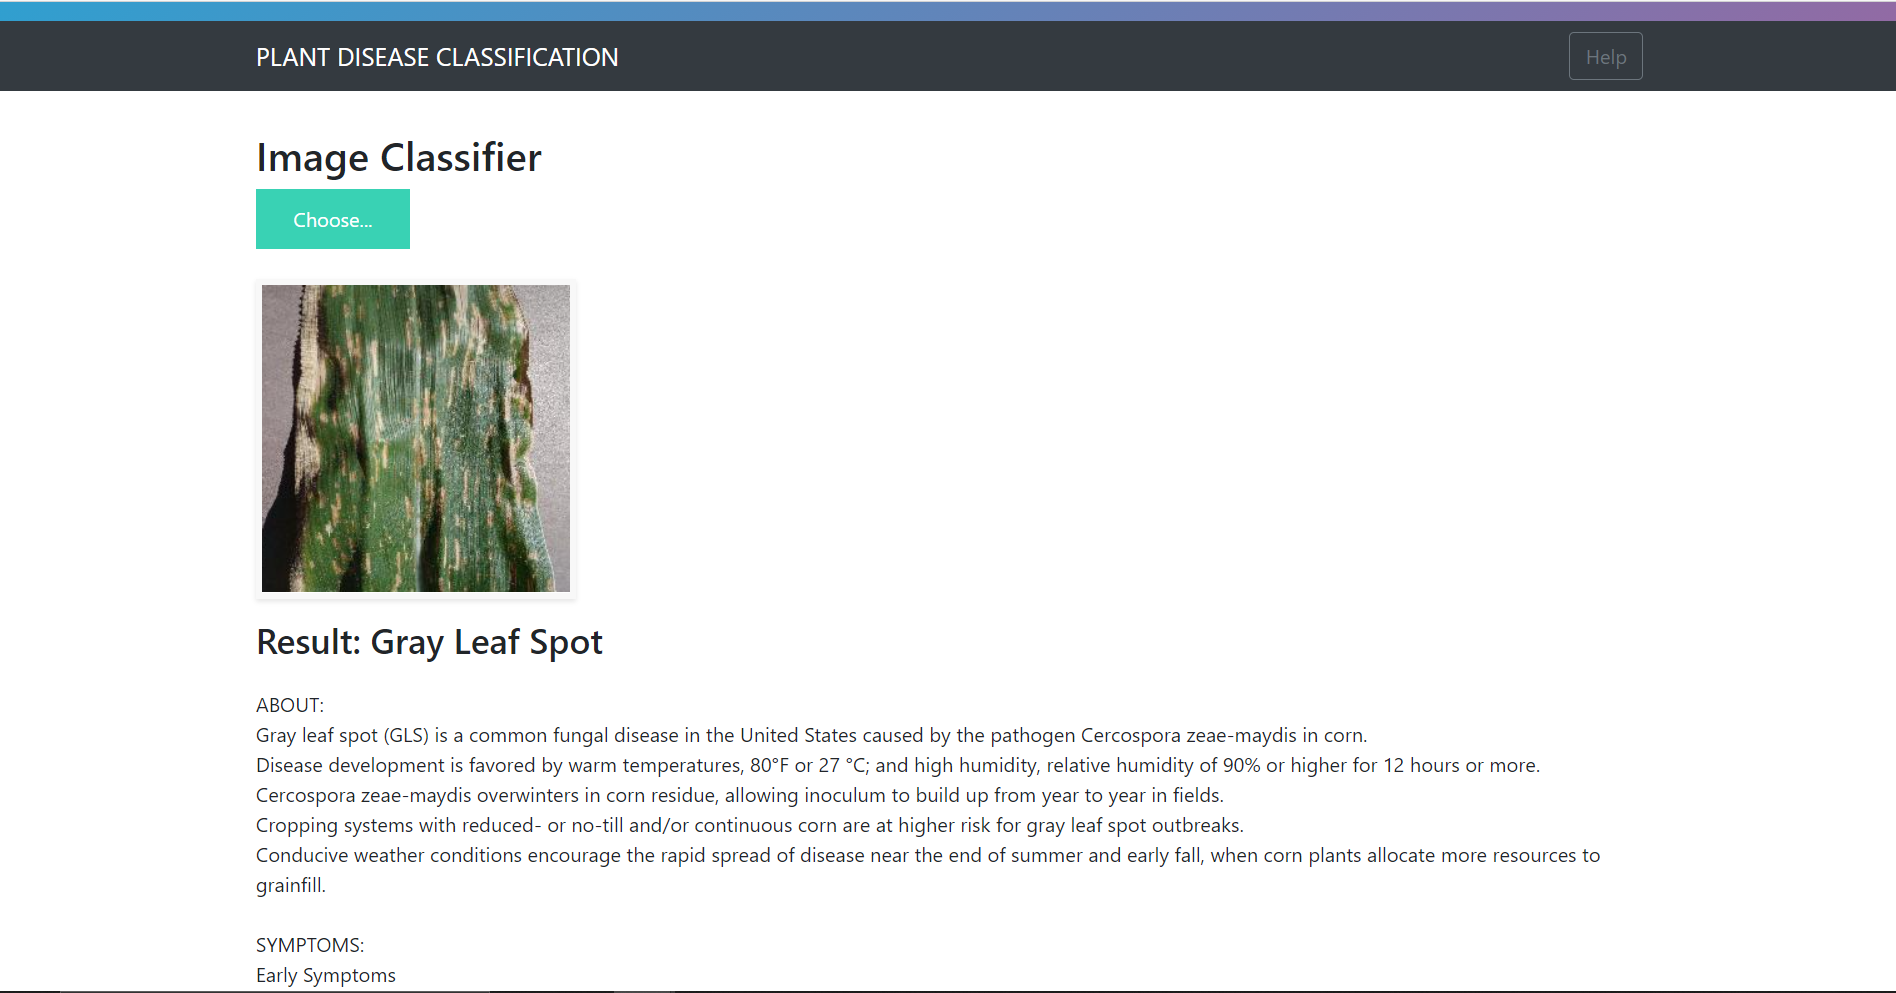 PLANT DISEASE CLASSIFICATION
Help
Image Classifier
Choose...
Result: Gray Leaf Spot
ABOUT:
Gray leaf spot (GLS) is a common fungal disease in the United States caused by the pathogen Cercospora zeae-maydis in corn.
Disease development is favored by warm temperatures, 80°F or 27 °C; and high humidity, relative humidity of 90% or higher for 12 hours or more.
Cercospora zeae-maydis overwinters in corn residue, allowing inoculum to build up from year to year in fields.
Cropping systems with reduced- or no-till and/or continuous corn are at higher risk for gray leaf spot outbreaks.
Conducive weather conditions encourage the rapid spread of disease near the end of summer and early fall, when corn plants allocate more resources to
grainfill.
SYMPTOMS:
Early Symptoms